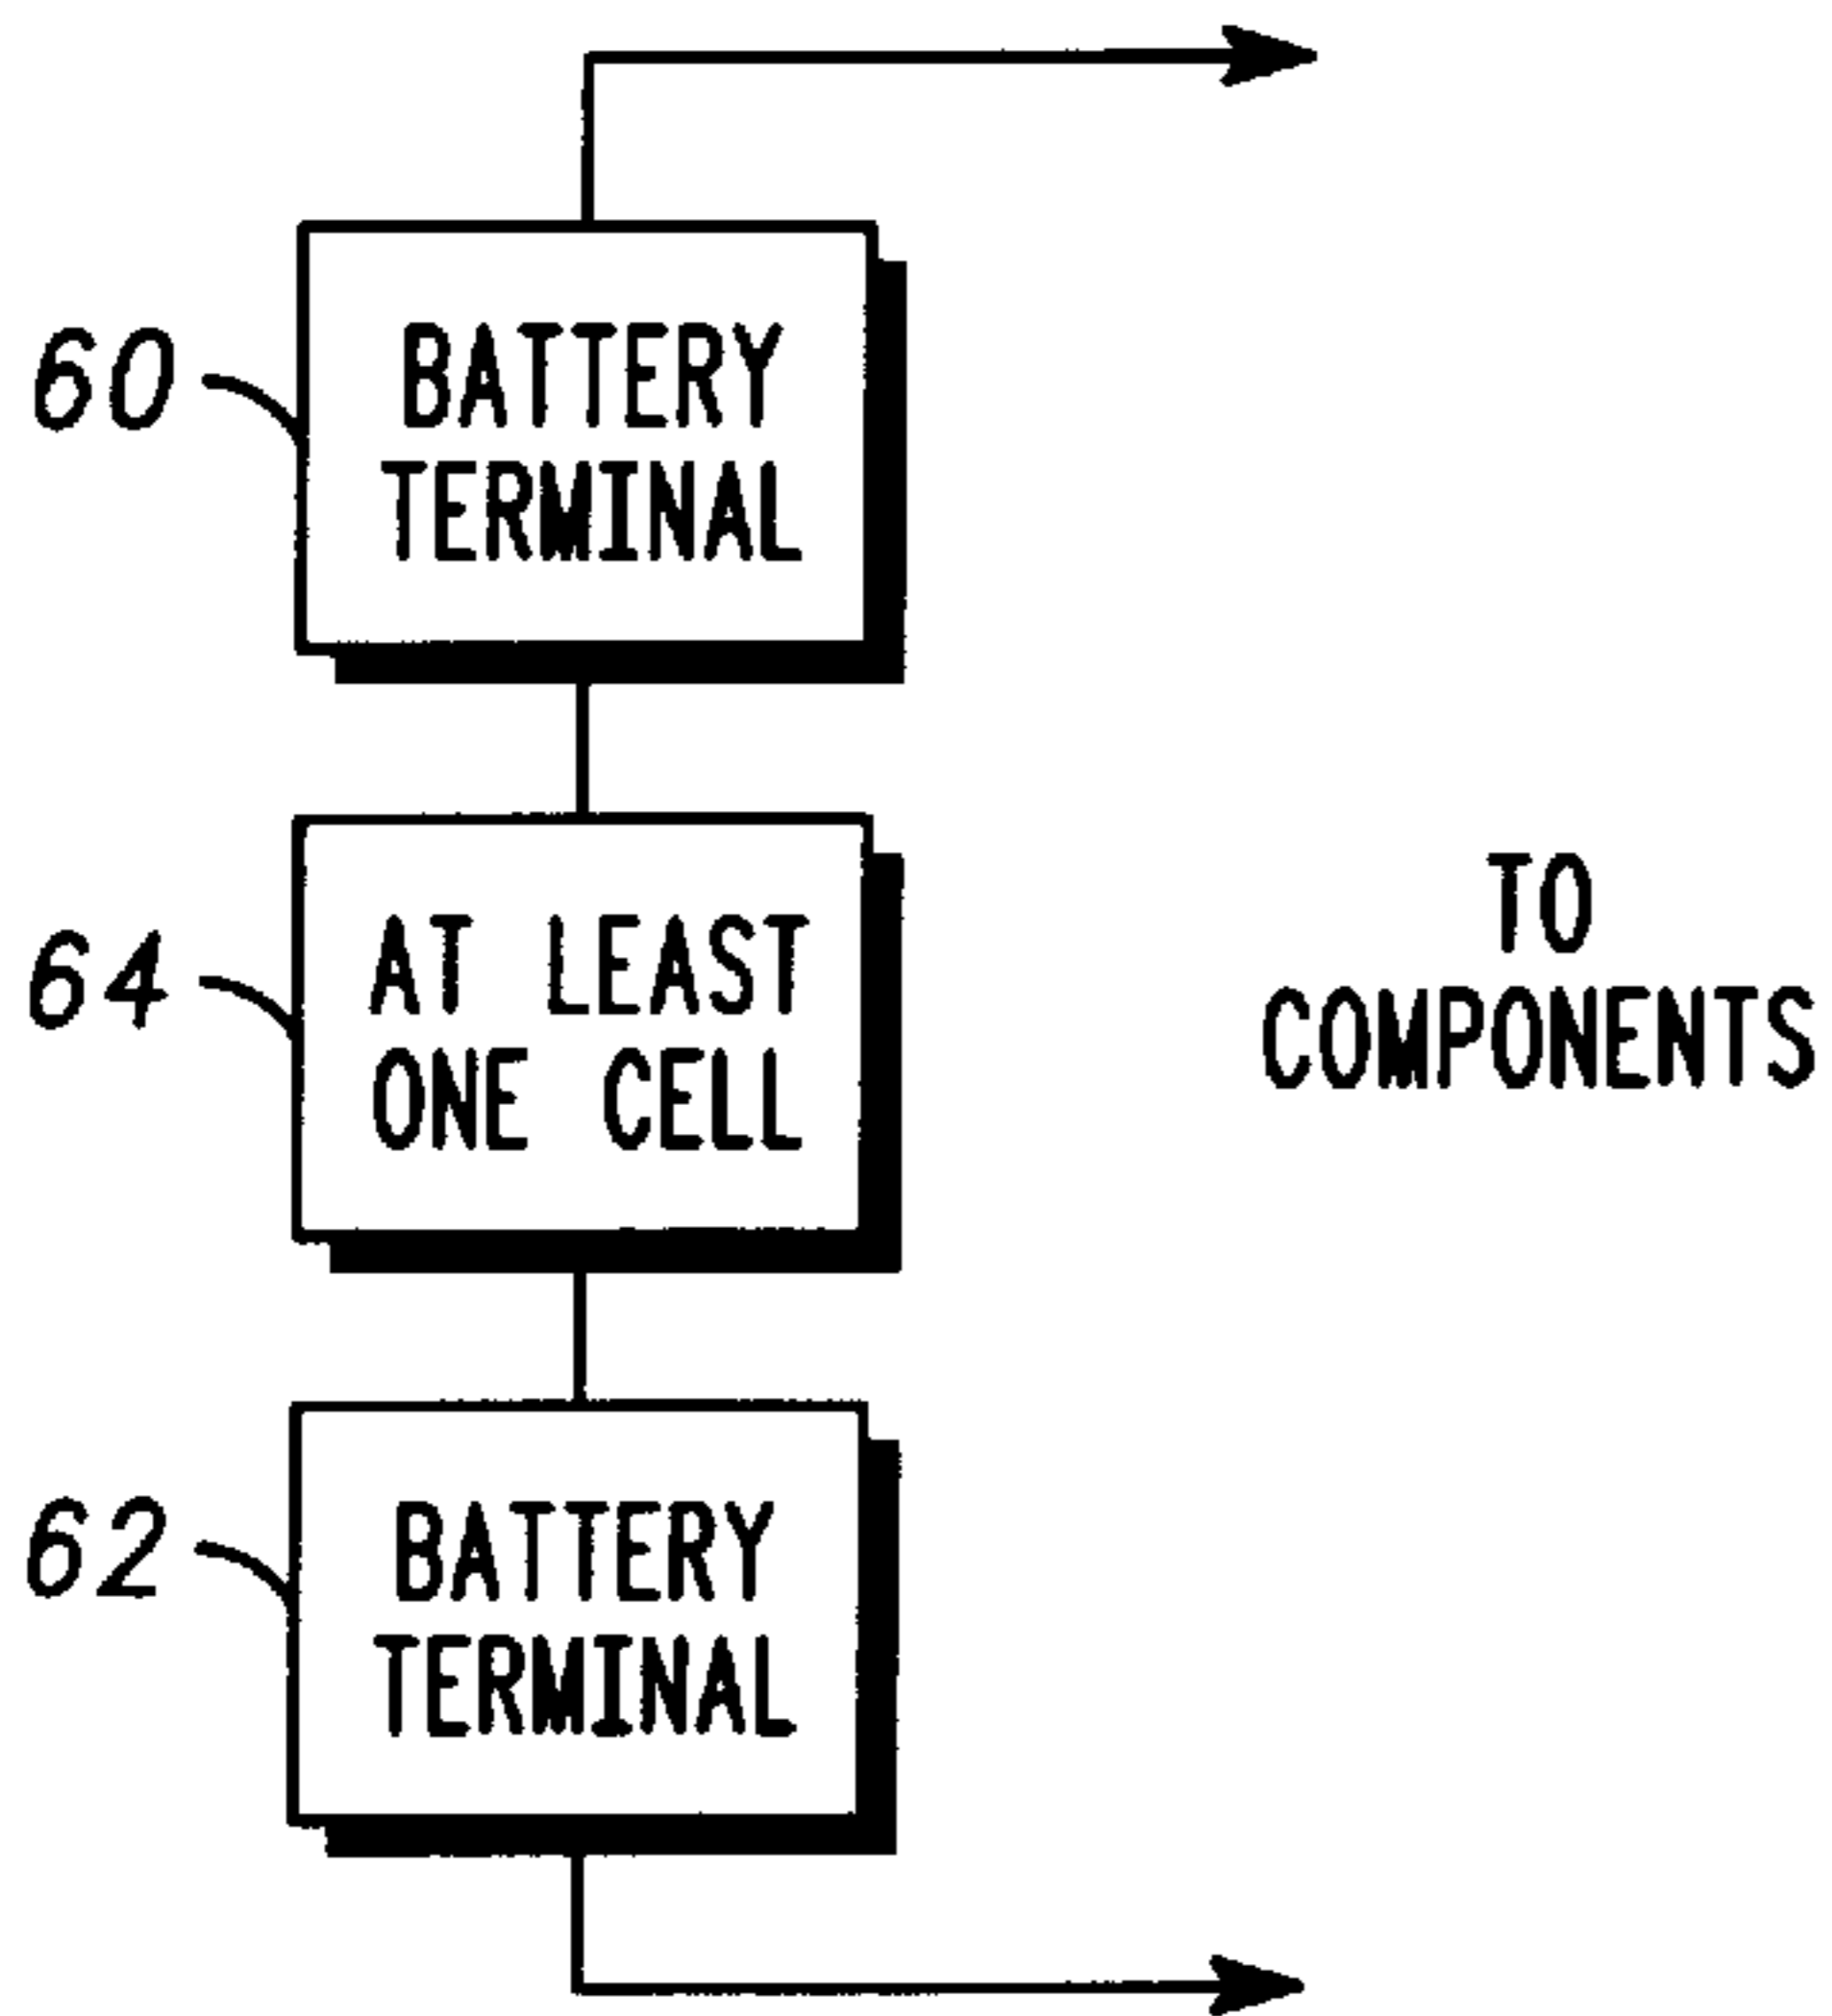 60
BATTERY
TERMINAL
64
AT LEAST
ONE CELL
TO
COMPONENTS
62
BATTERY
TERMINAL